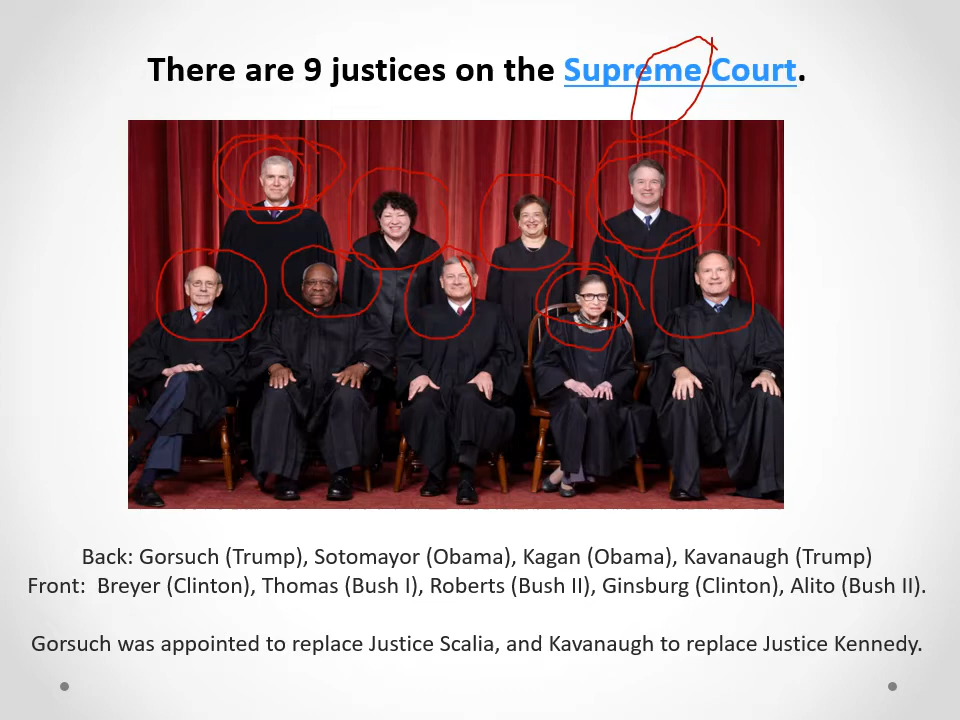 There are 9 justices on the Supreme Court.
Back: Gorsuch (Trump), Sotomayor (Obama), Kagan (Obama), Kavanaugh (Trump)
Front:  Breyer (Clinton), Thomas (Bush I), Roberts (Bush II), Ginsburg (Clinton), Alito (Bush II).
Gorsuch was appointed to replace Justice Scalia, and Kavanaugh to replace Justice Kennedy.